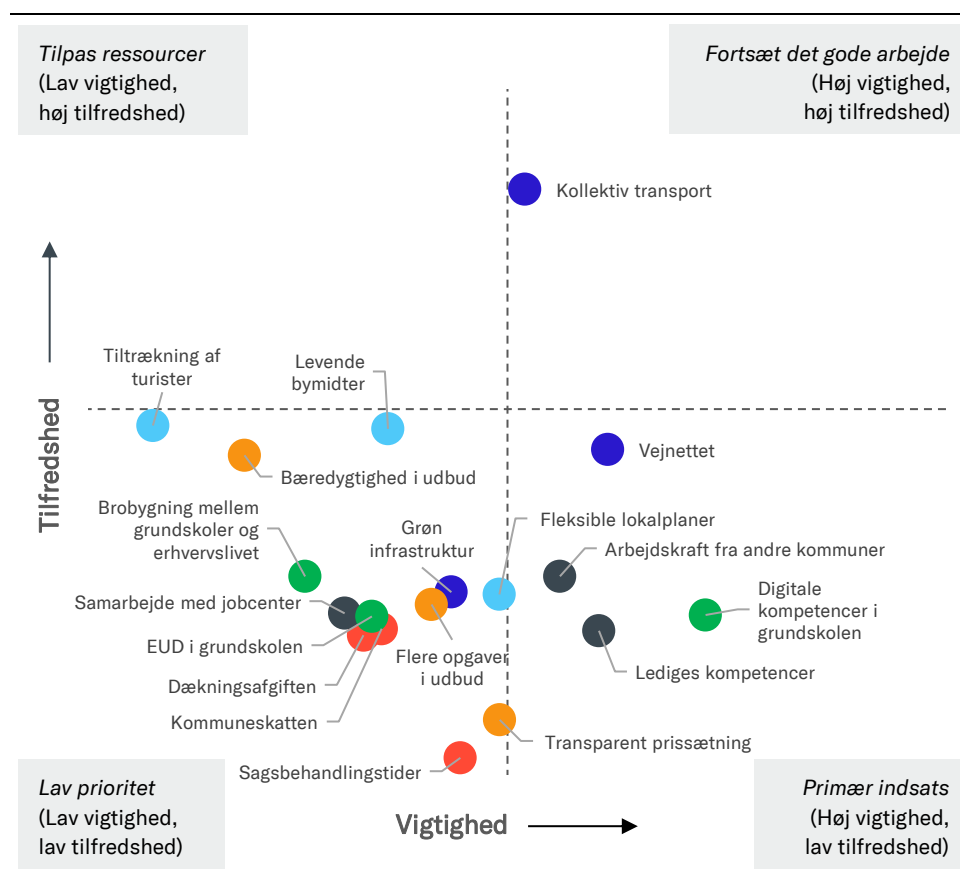 Tilpas ressourcer
(Lav vigtighed,
høj tilfredshed)
Fortsæt det gode arbejde
(Høj vigtighed,
høj tilfredshed)
Kollektiv transport
Tiltrækning af
turister
Levende
bymidter
Tilfredshed
Vejnettet
Bæredygtighed i udbud
Brobygning mellem
grundskoler og
erhvervslivet
Grøn
infrastruktur
Fleksible lokalplaner
Arbejdskraft fra andre kommuner
Samarbejde med jobcenter
Digitale
kompetencer i
grundskolen
EUD i grundskolen
Flere opgaver
i udbud
Lediges kompetencer
Dækningsafgiften
Kommuneskatten
Transparent prissætning
Sagsbehandlingstider
Lav prioritet
(Lav vigtighed,
lav tilfredshed)
Vigtighed
Primær indsats
(Høj vigtighed,
lav tilfredshed)